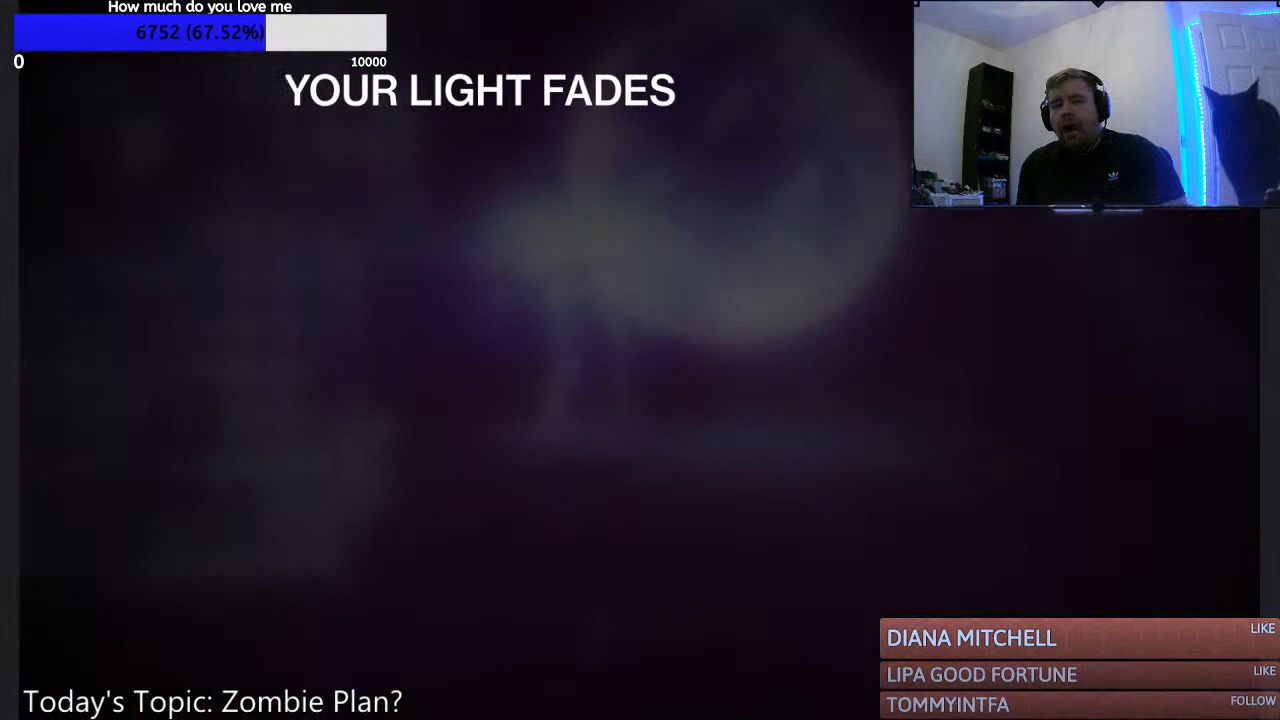 How much do you love me
6752 (67.52%)
0
10000
YOUR LIGHT FADES
DIANA MITCHELL
LIKE
LIPA GOOD FORTUNE
LIKE
TOMMYINTFA
FOLLOW
Today's Topic: Zombie Plan?